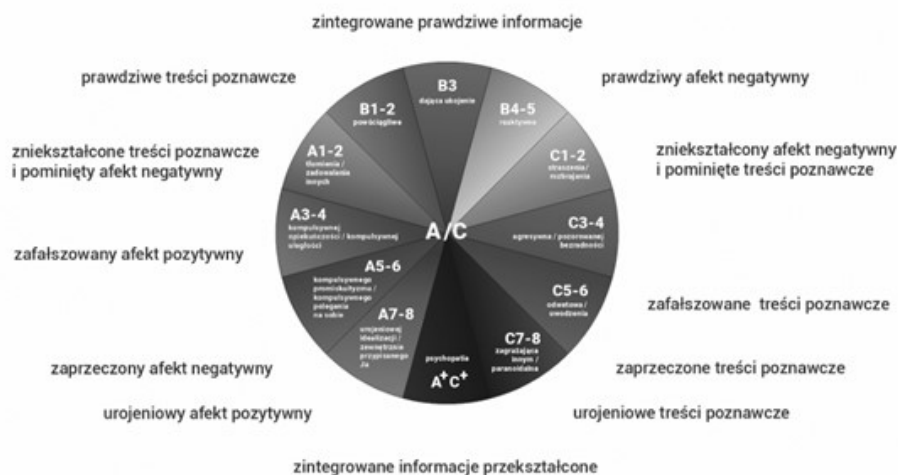 zintegrowane prawdziwe informacje
prawdziwe treści poznawcze
prawdziwy afekt negatywny
B3
dająca ukojenie
B1-2
powściągliwa
B4-5
reaktywna
zniekształcone treści poznawcze
i pominięty afekt negatywny
A1-2
tłumienia /
zadowalania
innych
C1-2
straszenia /
rozbrajania
zniekształcony afekt negatywny
i pominięte treści poznawcze
A3-4
kompulsywnej
opiekuńczości / kompulsywnej
uległości
A/C
C3-4
agresywna / pozorowanej
bezradności
zafałszowany afekt pozytywny
A5-6
kompulsywnego
promiskuityzmu /
kompulsywnego
polegania
na sobie
C5-6
odwetowa /
uwodzenia
zafałszowane treści poznawcze
A7-8
urojeniowej
idealizacji /
zewnętrznie
przypisanego
Ja
psychopatia
A+C+
C7-8
zagrażająca
innym /
paranoidalna
zaprzeczony afekt negatywny
zaprzeczone treści poznawcze
urojeniowy afekt pozytywny
urojeniowe treści poznawcze
zintegrowane informacje przekształcone